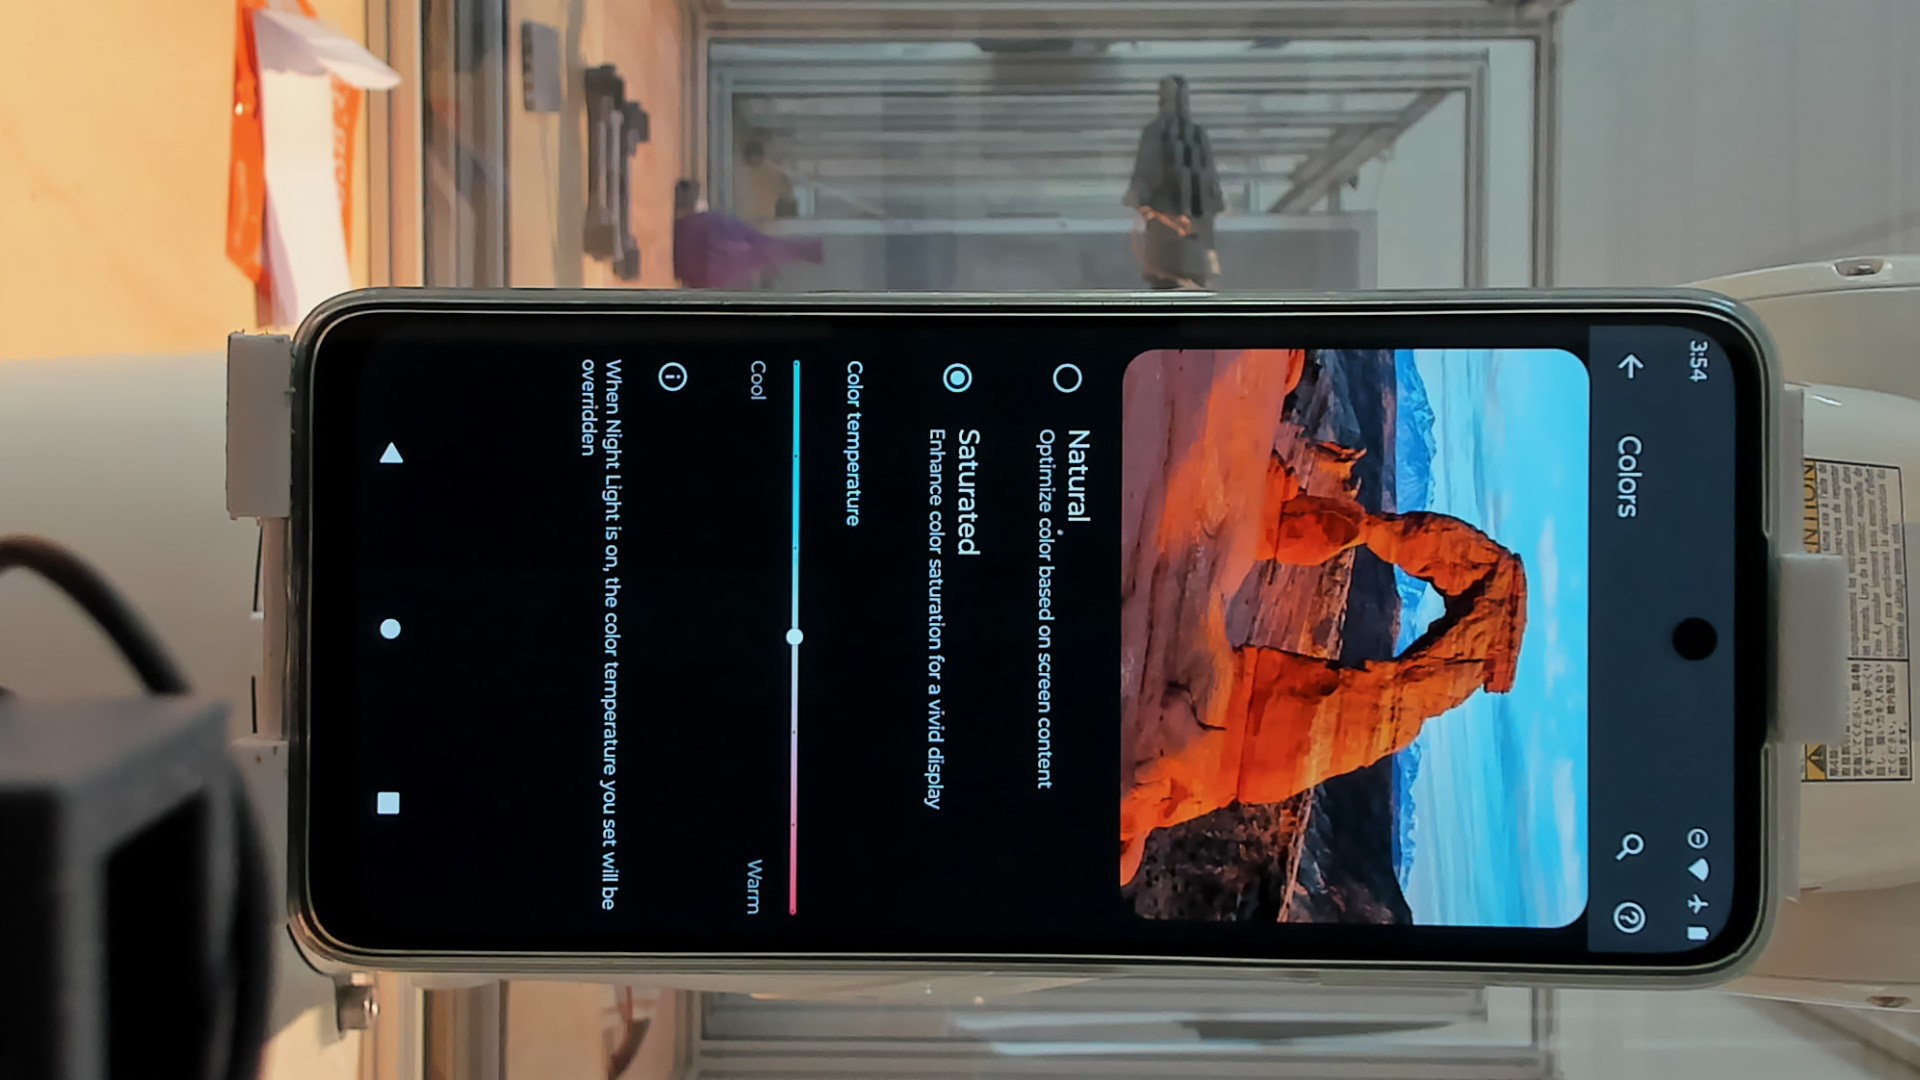 3:54
Colors
Natural
Optimize color based on screen content
Saturated
Enhance color saturation for a vivid display
Color temperature
Cool
Warm
When Night Light is on, the color temperature you set will be
overridden